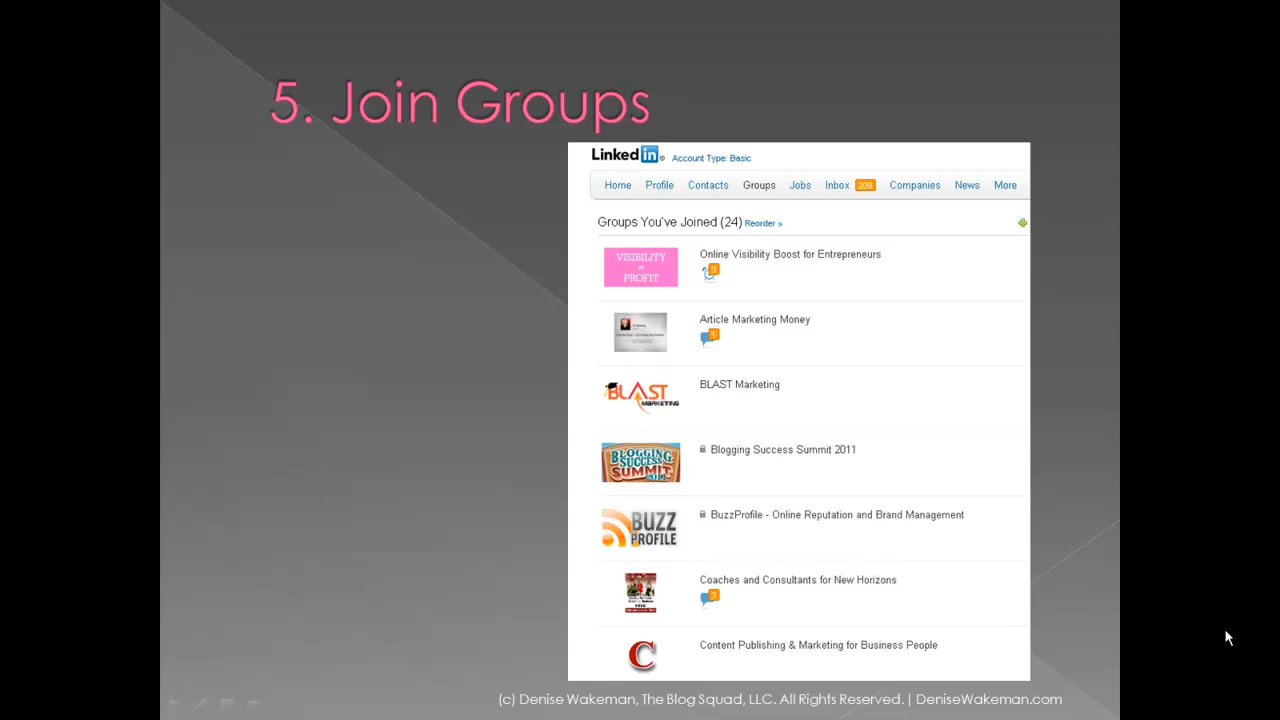 5. Join Groups
Linked in Account Type: Basic
Home Profile Contacts Groups Jobs Inbox 209 Companies News More
Groups You've Joined (24) Reorder »
VISIBILITY
=
PROFIT
Online Visibility Boost for Entrepreneurs
Article Marketing Money
BLAST
MARKETING
BLAST Marketing
BLOGGING
SUCCESS
SUMMIT
2011
Blogging Success Summit 2011
BUZZ
PROFILE
BuzzProfile - Online Reputation and Brand Management
Coaches and Consultants for New Horizons
C
Content Publishing & Marketing for Business People
(c) Denise Wakeman, The Blog Squad, LLC. All Rights Reserved. | DeniseWakeman.com